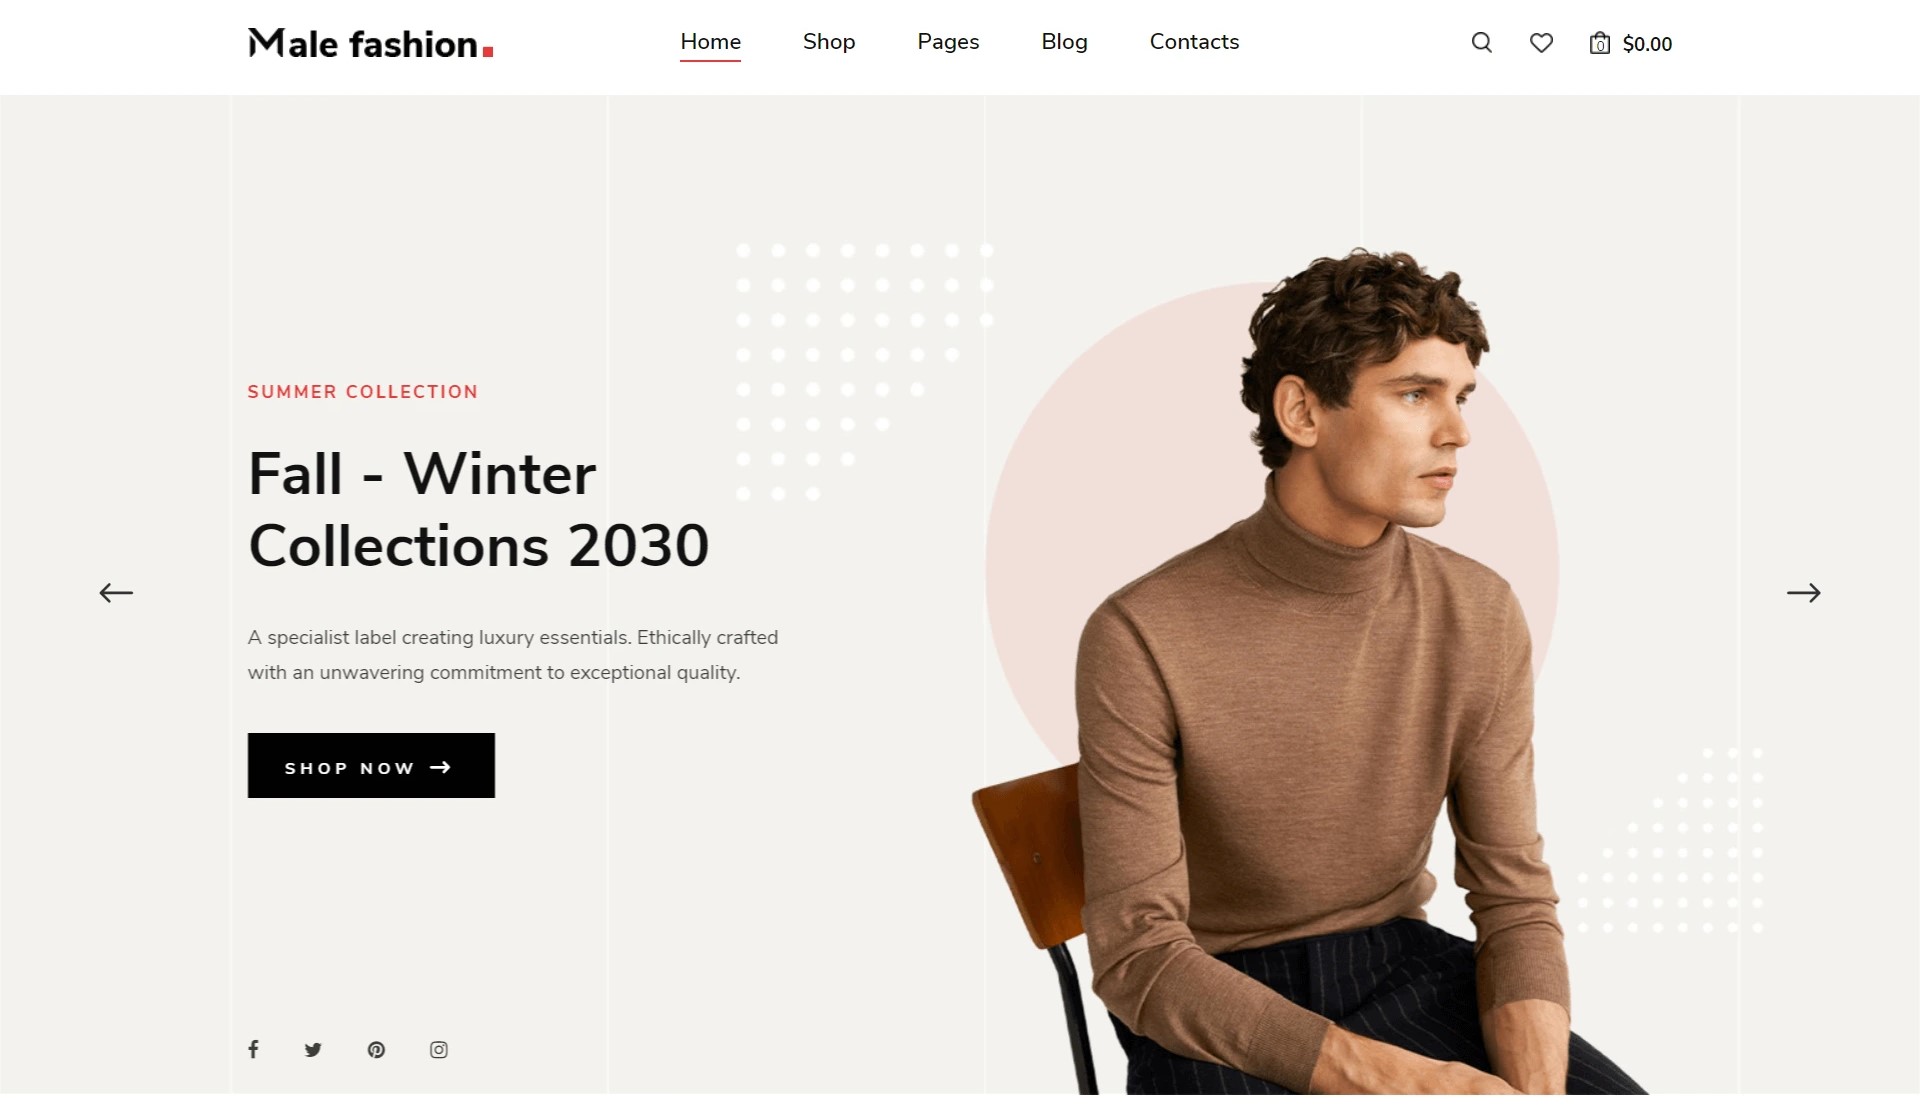 Male fashion.
Home
Shop
Pages
Blog
Contacts
0
$0.00
SUMMER COLLECTION
Fall - Winter
Collections 2030
A specialist label creating luxury essentials. Ethically crafted
with an unwavering commitment to exceptional quality.
SHOP NOW